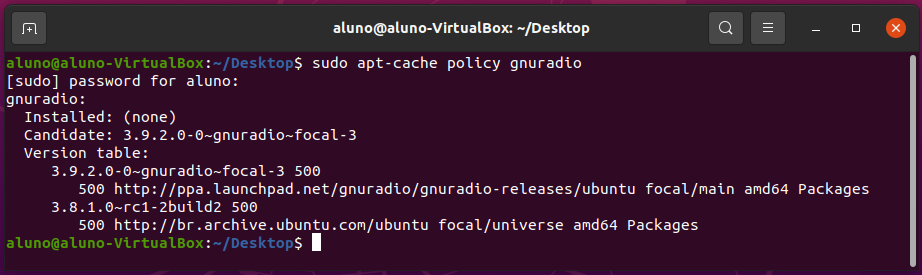 aluno@aluno-VirtualBox: ~/Desktop
aluno@aluno-VirtualBox:~/Desktop$ sudo apt-cache policy gnuradio
[sudo] password for aluno:
gnuradio:
  Installed: (none)
  Candidate: 3.9.2.0-0~gnuradio~focal-3
  Version table:
     3.9.2.0-0~gnuradio~focal-3 500
        500 http://ppa.launchpad.net/gnuradio/gnuradio-releases/ubuntu focal/main amd64 Packages
     3.8.1.0~rc1-2build2 500
        500 http://br.archive.ubuntu.com/ubuntu focal/universe amd64 Packages
aluno@aluno-VirtualBox:~/Desktop$